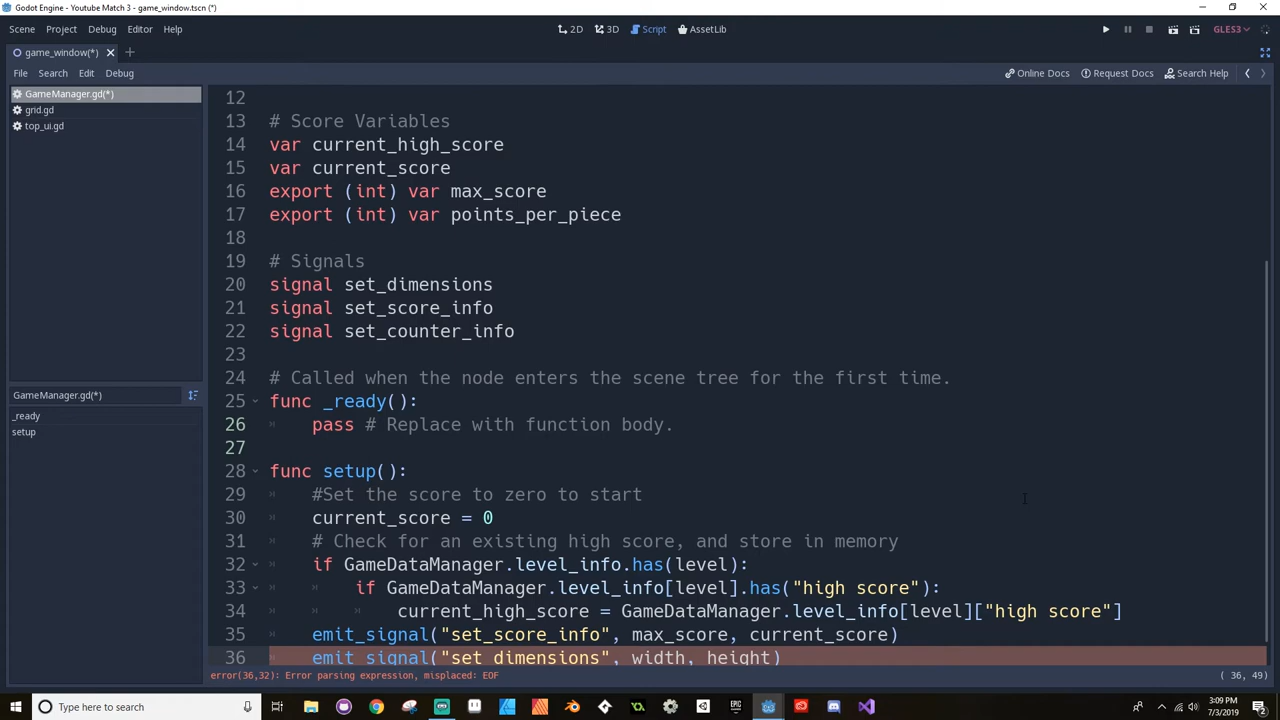 Godot Engine - Youtube Match 3 - game_window.tscn (*)
Scene Project Debug Editor Help
2D 3D Script AssetLib
GLES3
game_window(*)
File Search Edit Debug
Online Docs Request Docs Search Help
GameManager.gd(*)
grid.gd
top_ui.gd
GameManager.gd(*)
_ready
setup
12
13 # Score Variables
14 var current_high_score
15 var current_score
16 export (int) var max_score
17 export (int) var points_per_piece
18
19 # Signals
20 signal set_dimensions
21 signal set_score_info
22 signal set_counter_info
23
24 # Called when the node enters the scene tree for the first time.
25 func _ready():
26 pass # Replace with function body.
27
28 func setup():
29 #Set the score to zero to start
30 current_score = 0
31 # Check for an existing high score, and store in memory
32 if GameDataManager.level_info.has(level):
33 if GameDataManager.level_info[level].has("high score"):
34 current_high_score = GameDataManager.level_info[level]["high score"]
35 emit_signal("set_score_info", max_score, current_score)
36 emit_signal("set_dimensions", width, height)
error(36,32): Error parsing expression, misplaced: EOF
( 36, 49)
Type here to search
3:09 PM
7/3/2019